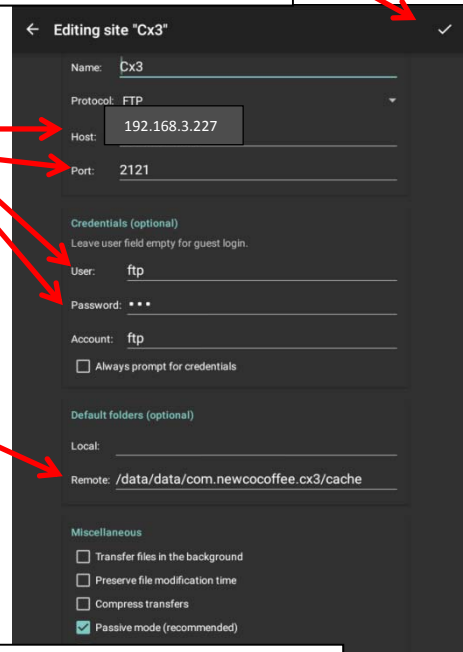 Editing site "Cx3"
Name: Cx3
Protocol: FTP
Host: 192.168.3.227
Port: 2121
Credentials (optional)
Leave user field empty for guest login.
User: ftp
Password: •••
Account: ftp
Always prompt for credentials
Default folders (optional)
Local:
Remote: /data/data/com.newcocoffee.cx3/cache
Miscellaneous
Transfer files in the background
Preserve file modification time
Compress transfers
Passive mode (recommended)